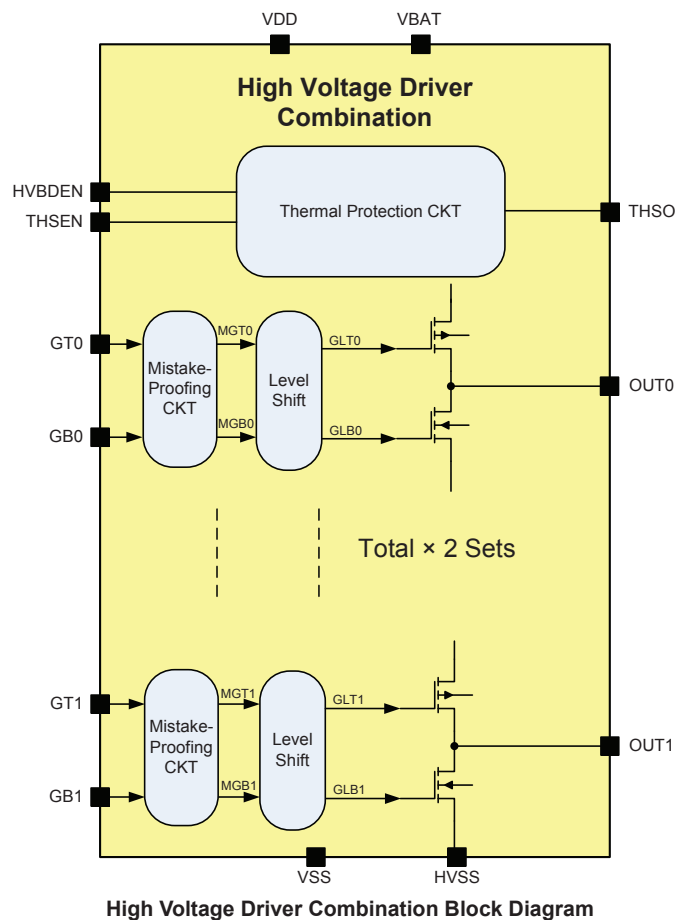 VDD
VBAT
High Voltage Driver
Combination
HVBDEN
THSEN
Thermal Protection CKT
THSO
GT0
GB0
Mistake-
Proofing
CKT
MGT0
MGB0
Level
Shift
GLT0
GLB0
OUT0
Total × 2 Sets
GT1
GB1
Mistake-
Proofing
CKT
MGT1
MGB1
Level
Shift
GLT1
GLB1
OUT1
VSS
HVSS
High Voltage Driver Combination Block Diagram